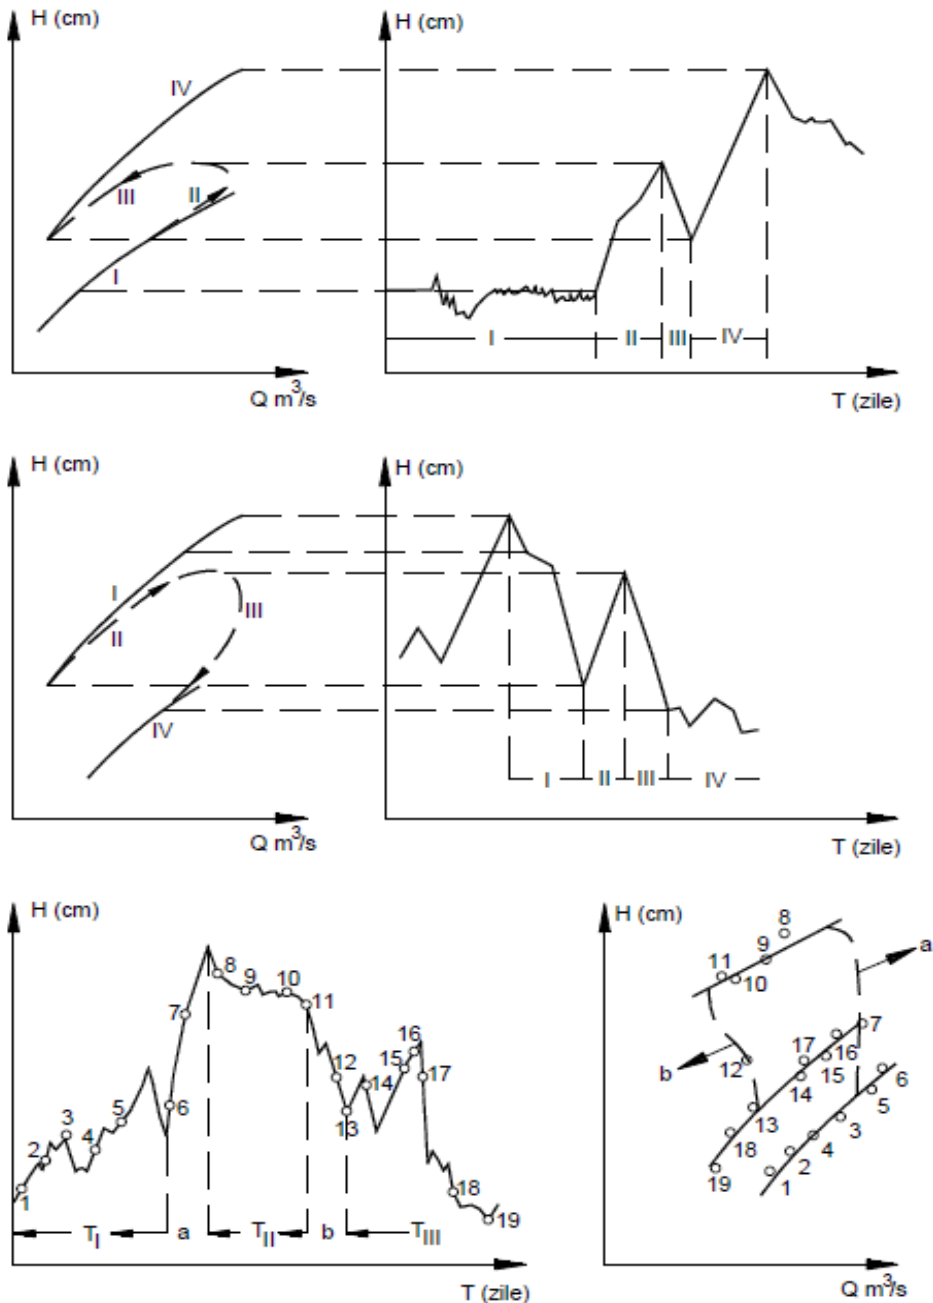 H (cm)
H (cm)
IV
III
II
I
I
II
III
IV
Q m³/s
T (zile)
H (cm)
H (cm)
I
II
III
IV
I
II
III
IV
Q m³/s
T (zile)
H (cm)
H (cm)
8
9
10
11
7
12
14
15
16
17
13
6
5
3
2
4
1
18
19
T_I
a
T_II
b
T_III
T (zile)
8
9
11
10
a
7
b
12
17
16
15
14
6
5
13
3
18
4
2
19
1
Q m³/s